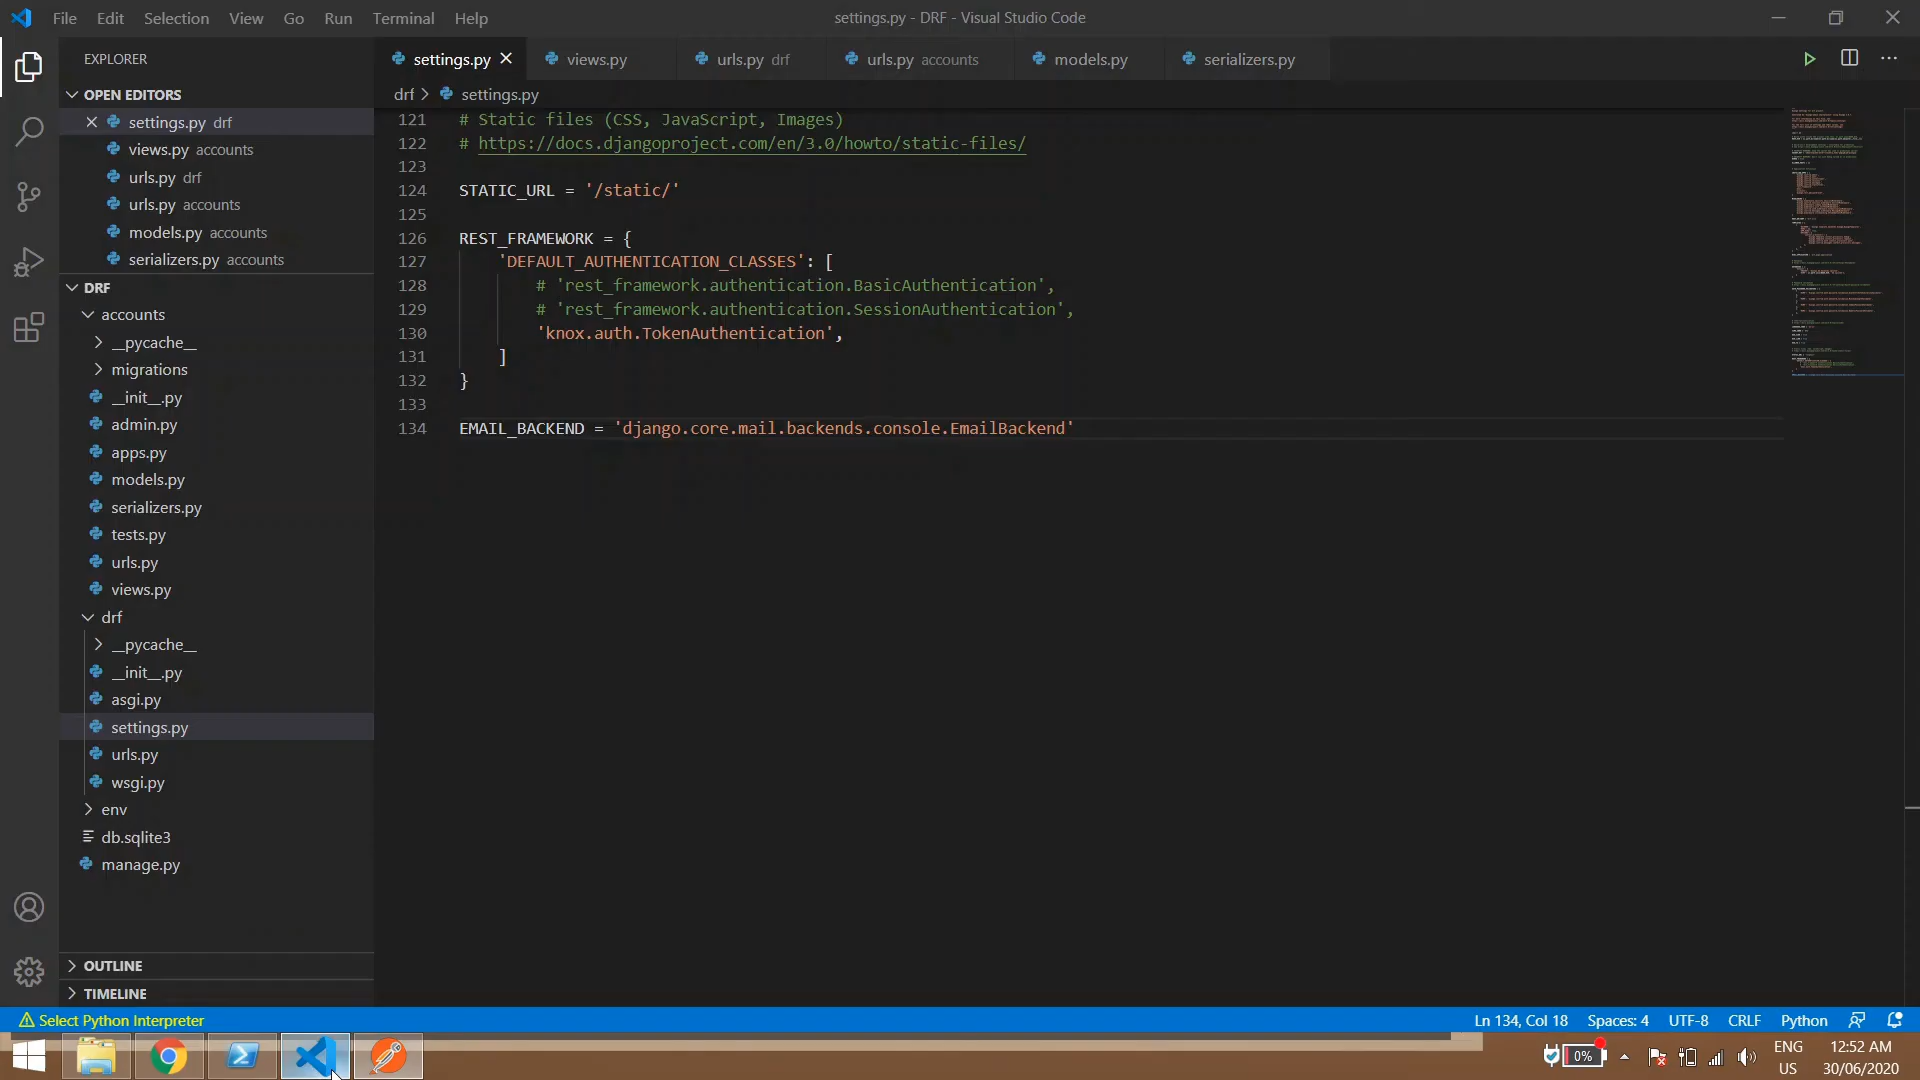 File Edit Selection View Go Run Terminal Help
settings.py - DRF - Visual Studio Code
EXPLORER
OPEN EDITORS
settings.py drf
views.py accounts
urls.py drf
urls.py accounts
models.py accounts
serializers.py accounts
DRF
accounts
__pycache__
migrations
__init__.py
admin.py
apps.py
models.py
serializers.py
tests.py
urls.py
views.py
drf
__pycache__
__init__.py
asgi.py
settings.py
urls.py
wsgi.py
env
db.sqlite3
manage.py
OUTLINE
TIMELINE
settings.py views.py urls.py drf urls.py accounts models.py serializers.py
drf > settings.py
121 # Static files (CSS, JavaScript, Images)
122 # https://docs.djangoproject.com/en/3.0/howto/static-files/
123
124 STATIC_URL = '/static/'
125
126 REST_FRAMEWORK = {
127 'DEFAULT_AUTHENTICATION_CLASSES': [
128 # 'rest_framework.authentication.BasicAuthentication',
129 # 'rest_framework.authentication.SessionAuthentication',
130 'knox.auth.TokenAuthentication',
131 ]
132 }
133
134 EMAIL_BACKEND = 'django.core.mail.backends.console.EmailBackend'
Select Python Interpreter
Ln 134, Col 18 Spaces: 4 UTF-8 CRLF Python
0%
ENG
US
12:52 AM
30/06/2020